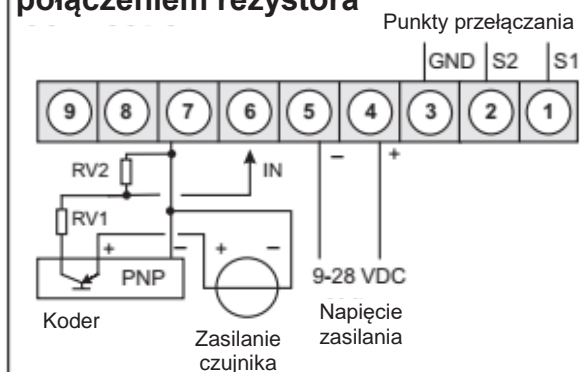 połączeniem rezystora
Punkty przełączania
GND S2 S1
9 8 7 6 5 4 3 2 1
RV2 IN − +
RV1
+ − + −
PNP 9-28 VDC
Koder
Napięcie
zasilania
Zasilanie
czujnika